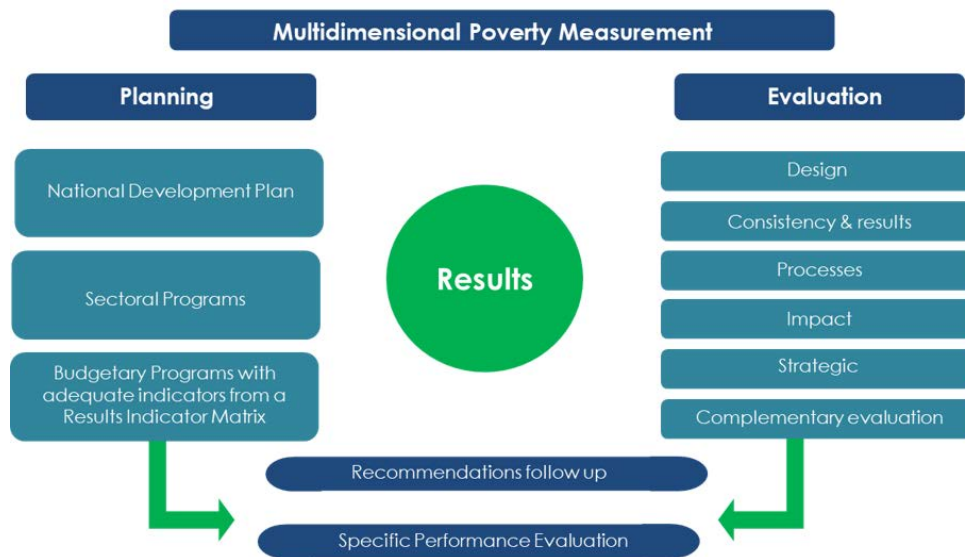 Multidimensional Poverty Measurement
Planning
National Development Plan
Sectoral Programs
Budgetary Programs with
adequate indicators from a
Results Indicator Matrix
Results
Evaluation
Design
Consistency & results
Processes
Impact
Strategic
Complementary evaluation
Recommendations follow up
Specific Performance Evaluation